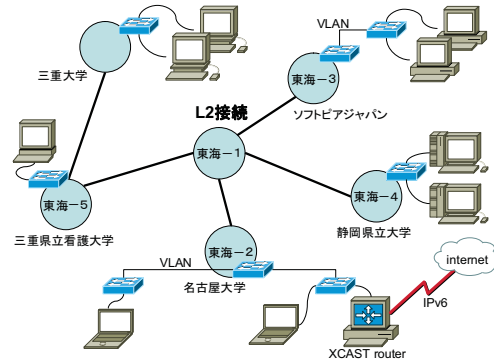 VLAN
三重大学
東海－3
L2接続
ソフトピアジャパン
東海－1
東海－5
東海－4
三重県立看護大学
静岡県立大学
東海－2
VLAN
名古屋大学
internet
IPv6
XCAST router